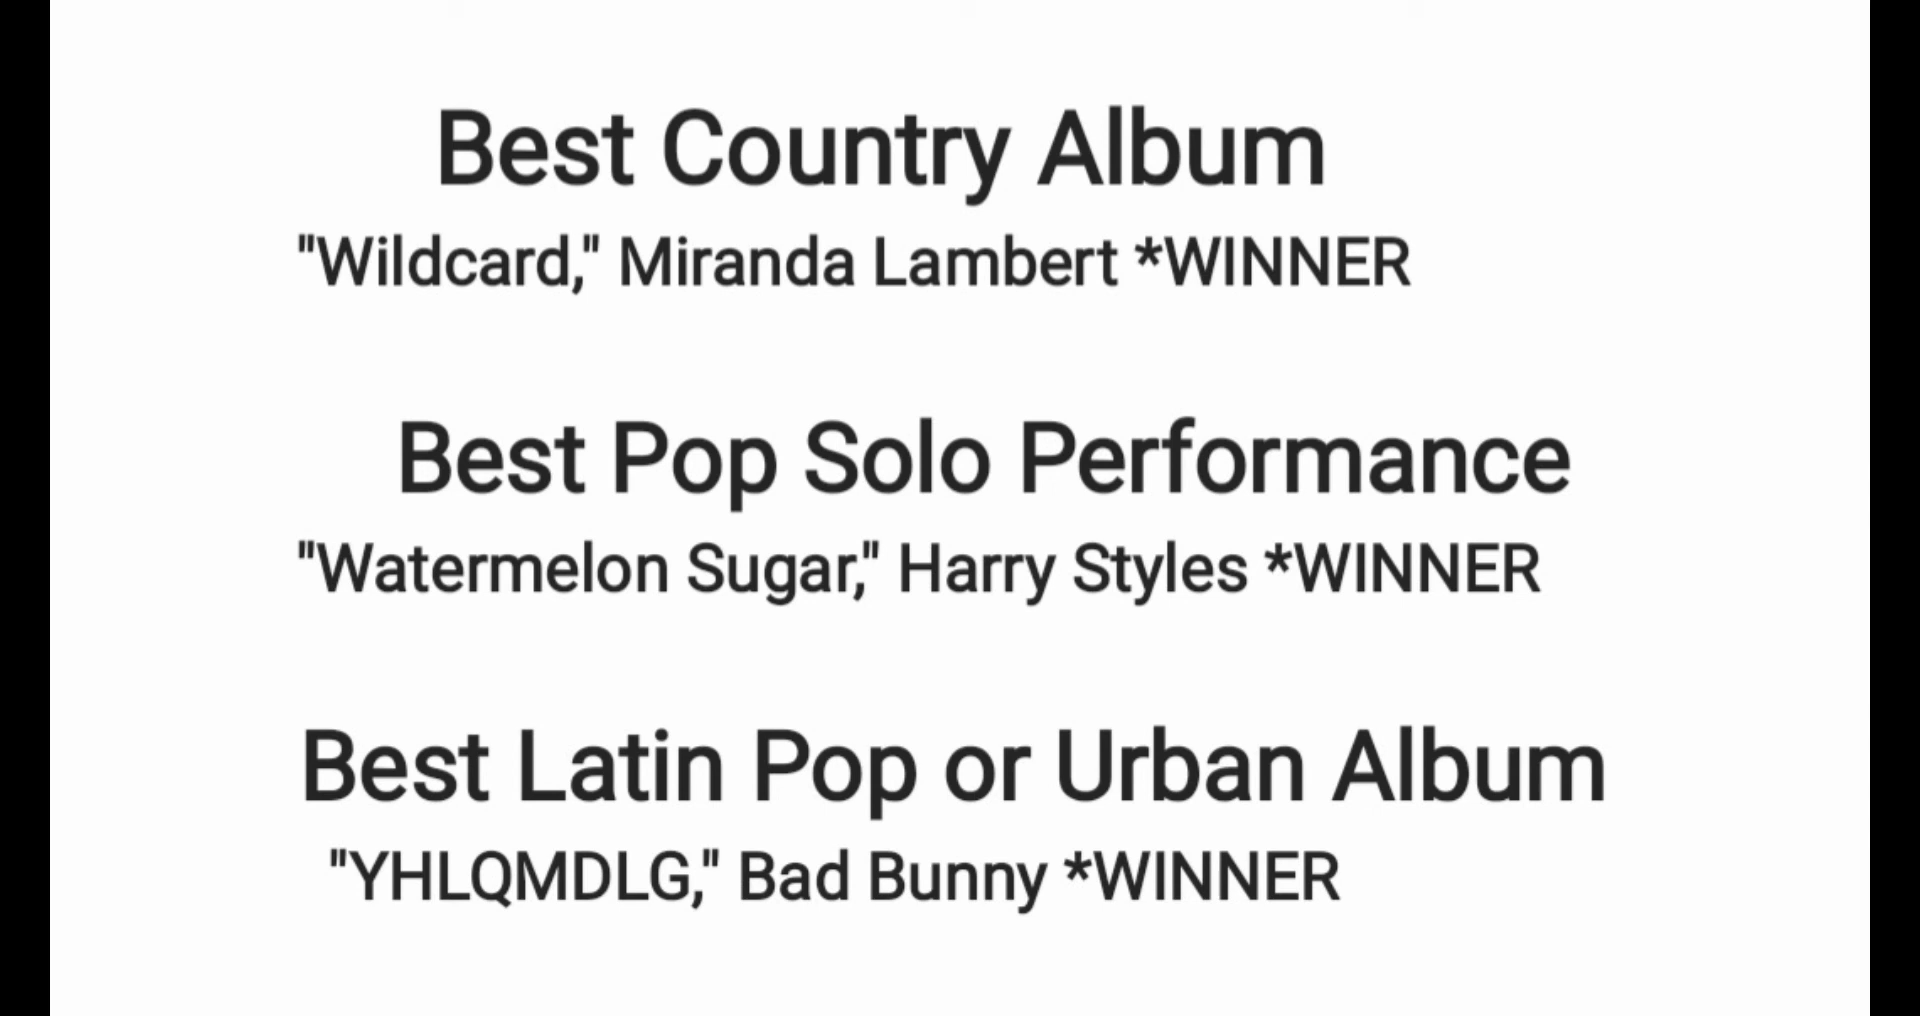 Best Country Album
"Wildcard," Miranda Lambert *WINNER
Best Pop Solo Performance
"Watermelon Sugar," Harry Styles *WINNER
Best Latin Pop or Urban Album
"YHLQMDLG," Bad Bunny *WINNER